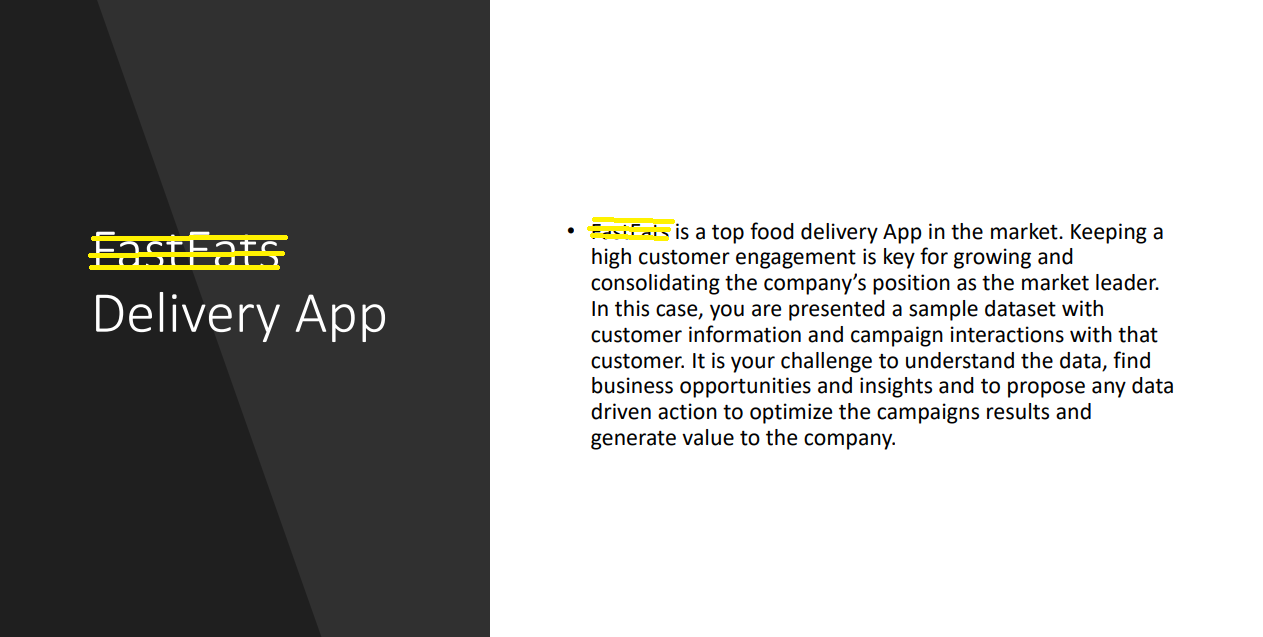 FastEats
Delivery App
• FastEats is a top food delivery App in the market. Keeping a
high customer engagement is key for growing and
consolidating the company’s position as the market leader.
In this case, you are presented a sample dataset with
customer information and campaign interactions with that
customer. It is your challenge to understand the data, find
business opportunities and insights and to propose any data
driven action to optimize the campaigns results and
generate value to the company.